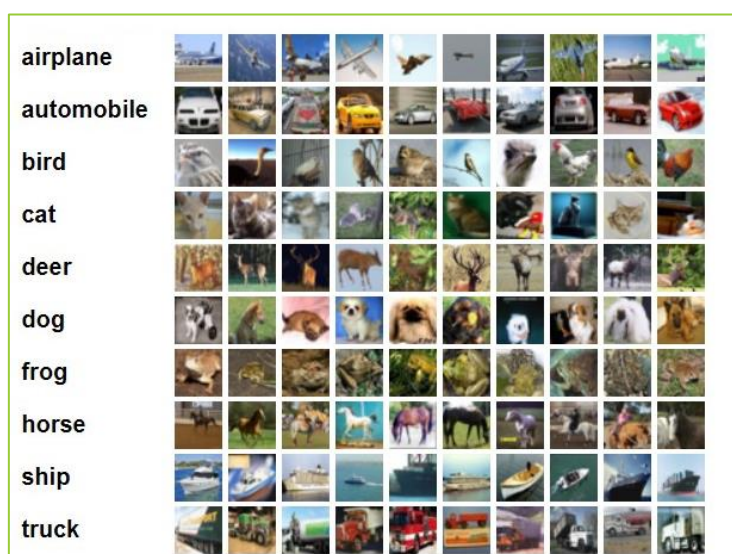 airplane
automobile
bird
cat
deer
dog
frog
horse
ship
truck